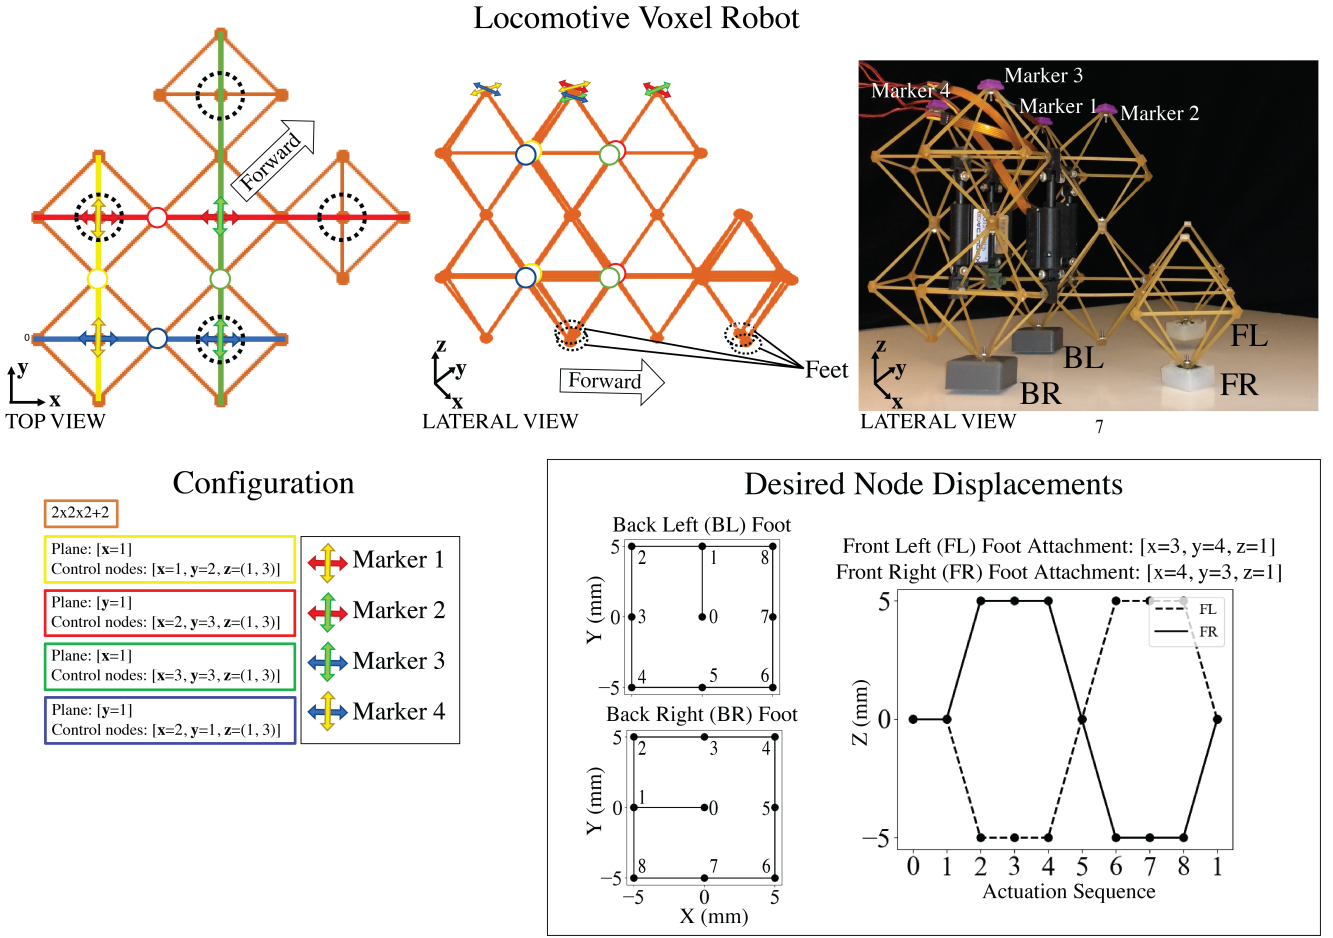 Locomotive Voxel Robot
Forward
0
y
x
TOP VIEW
z
y
x
Forward
Feet
LATERAL VIEW
Marker 3
Marker 4
Marker 1
Marker 2
z
y
x
BR
BL
FL
FR
LATERAL VIEW
7
Configuration
2x2x2+2
Plane: [x=1]
Control nodes: [x=1, y=2, z=(1, 3)]
Plane: [y=1]
Control nodes: [x=2, y=3, z=(1, 3)]
Plane: [x=1]
Control nodes: [x=3, y=3, z=(1, 3)]
Plane: [y=1]
Control nodes: [x=2, y=1, z=(1, 3)]
Marker 1
Marker 2
Marker 3
Marker 4
Desired Node Displacements
Back Left (BL) Foot
5
0
−5
Y (mm)
2 1 8
3 0 7
4 5 6
Back Right (BR) Foot
5
0
−5
Y (mm)
2 3 4
1 0 5
8 7 6
−5 0 5
X (mm)
Front Left (FL) Foot Attachment: [x=3, y=4, z=1]
Front Right (FR) Foot Attachment: [x=4, y=3, z=1]
5
0
−5
Z (mm)
FL
FR
0 1 2 3 4 5 6 7 8 1
Actuation Sequence